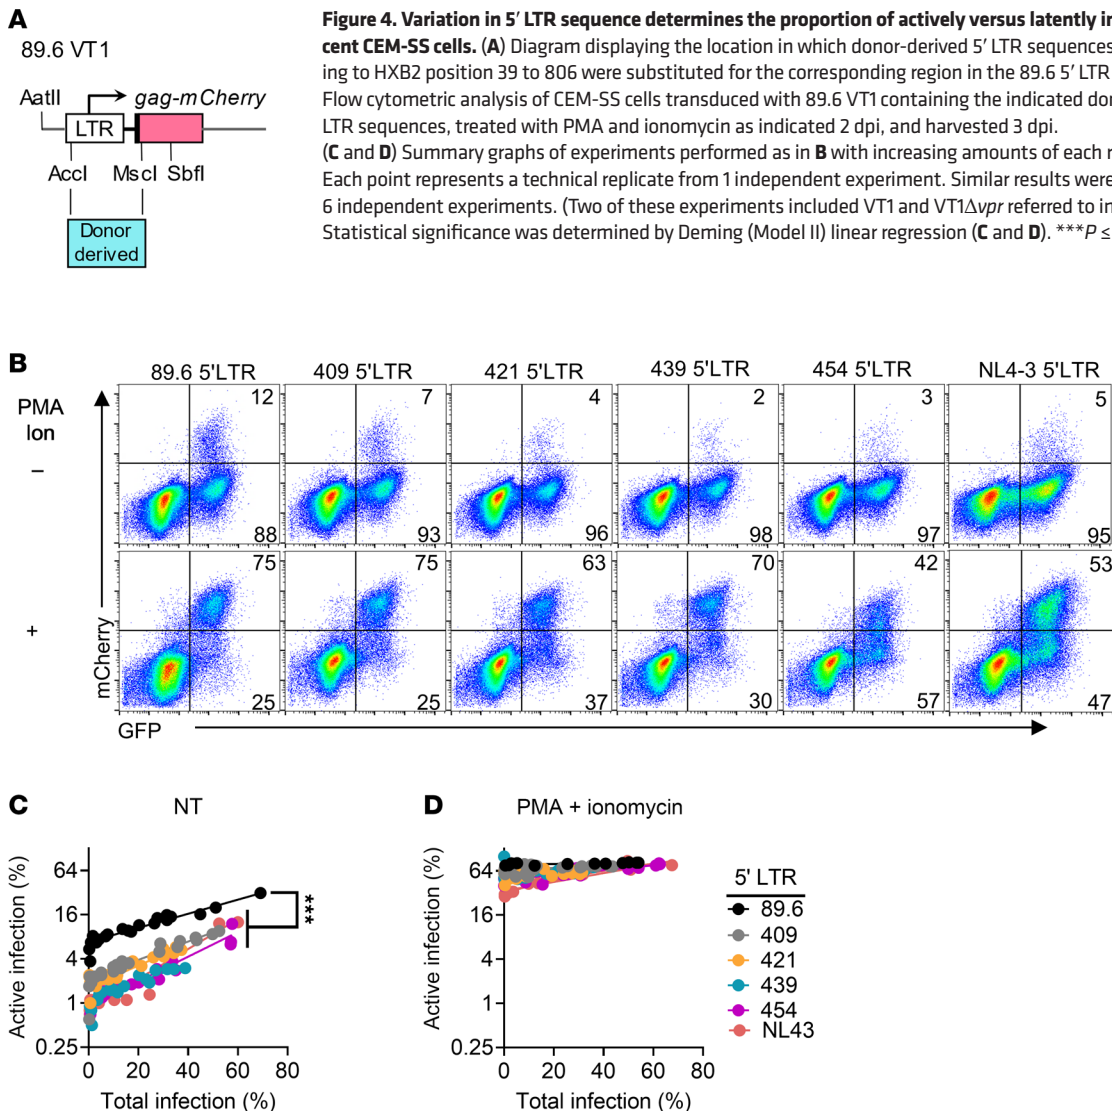 A
89.6 VT1
AatII
gag-mCherry
LTR
AccI
MscI
SbfI
Donor
derived
Figure 4. Variation in 5′ LTR sequence determines the proportion of actively versus latently in
cent CEM-SS cells. (A) Diagram displaying the location in which donor-derived 5′ LTR sequences
ing to HXB2 position 39 to 806 were substituted for the corresponding region in the 89.6 5′ LTR
Flow cytometric analysis of CEM-SS cells transduced with 89.6 VT1 containing the indicated do
LTR sequences, treated with PMA and ionomycin as indicated 2 dpi, and harvested 3 dpi.
(C and D) Summary graphs of experiments performed as in B with increasing amounts of each
Each point represents a technical replicate from 1 independent experiment. Similar results were
6 independent experiments. (Two of these experiments included VT1 and VT1Δvpr referred to in
Statistical significance was determined by Deming (Model II) linear regression (C and D). ***P ≤
B
89.6 5'LTR 409 5'LTR 421 5'LTR 439 5'LTR 454 5'LTR NL4-3 5'LTR
PMA
Ion
–
12 7 4 2 3 5
88 93 96 98 97 95
+
75 75 63 70 42 53
25 25 37 30 57 47
mCherry
GFP
C
NT
Active infection (%)
64
16
4
1
0.25
0 20 40 60 80
Total infection (%)
***
D
PMA + ionomycin
Active infection (%)
64
16
4
1
0.25
0 20 40 60 80
Total infection (%)
5' LTR
89.6
409
421
439
454
NL43